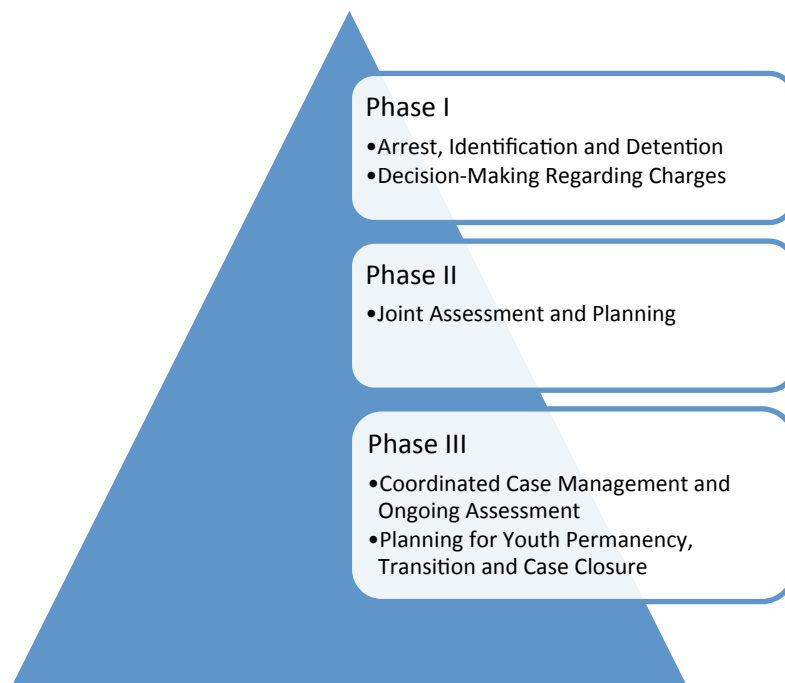 Phase I
•Arrest, Identification and Detention
•Decision-Making Regarding Charges
Phase II
•Joint Assessment and Planning
Phase III
•Coordinated Case Management and
Ongoing Assessment
•Planning for Youth Permanency,
Transition and Case Closure